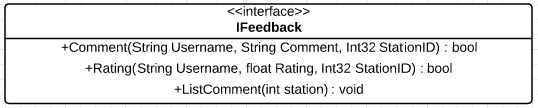 <<interface>>
IFeedback
+Comment(String Username, String Comment, Int32 StationID) : bool
+Rating(String Username, float Rating, Int32 StationID) : bool
+ListComment(int station) : void